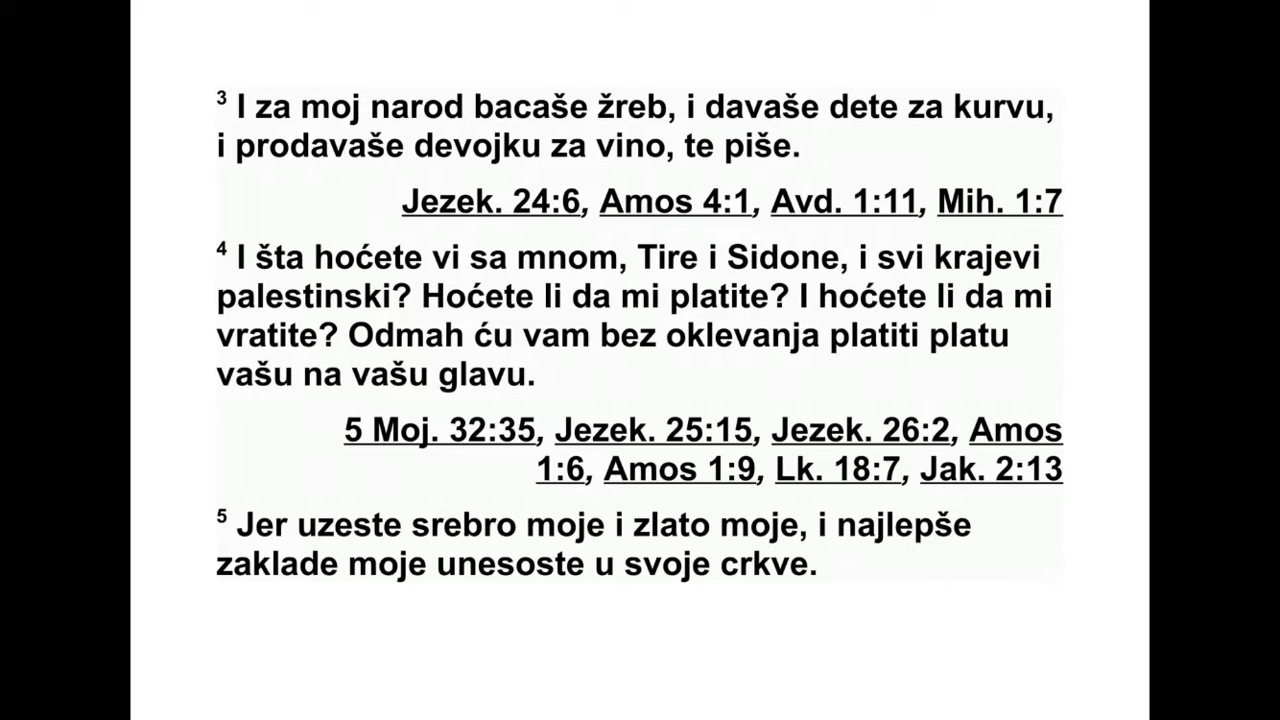 3 I za moj narod bacaše žreb, i davaše dete za kurvu,
i prodavaše devojku za vino, te piše.
Jezek. 24:6, Amos 4:1, Avd. 1:11, Mih. 1:7
4 I šta hoćete vi sa mnom, Tire i Sidone, i svi krajevi
palestinski? Hoćete li da mi platite? I hoćete li da mi
vratite? Odmah ću vam bez oklevanja platiti platu
vašu na vašu glavu.
5 Moj. 32:35, Jezek. 25:15, Jezek. 26:2, Amos
1:6, Amos 1:9, Lk. 18:7, Jak. 2:13
5 Jer uzeste srebro moje i zlato moje, i najlepše
zaklade moje unesoste u svoje crkve.